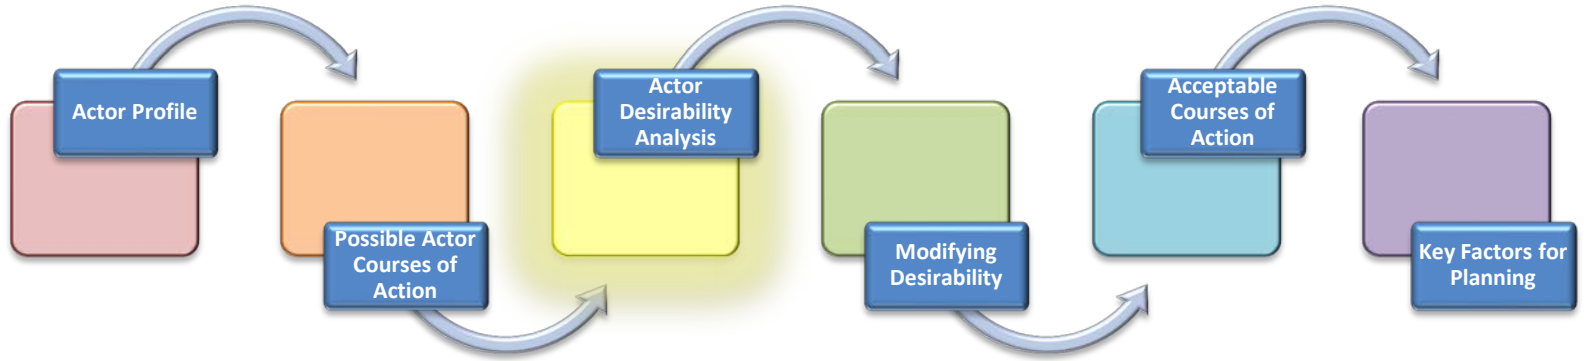 Actor Profile
Possible Actor
Courses of
Action
Actor
Desirability
Analysis
Modifying
Desirability
Acceptable
Courses of
Action
Key Factors for
Planning